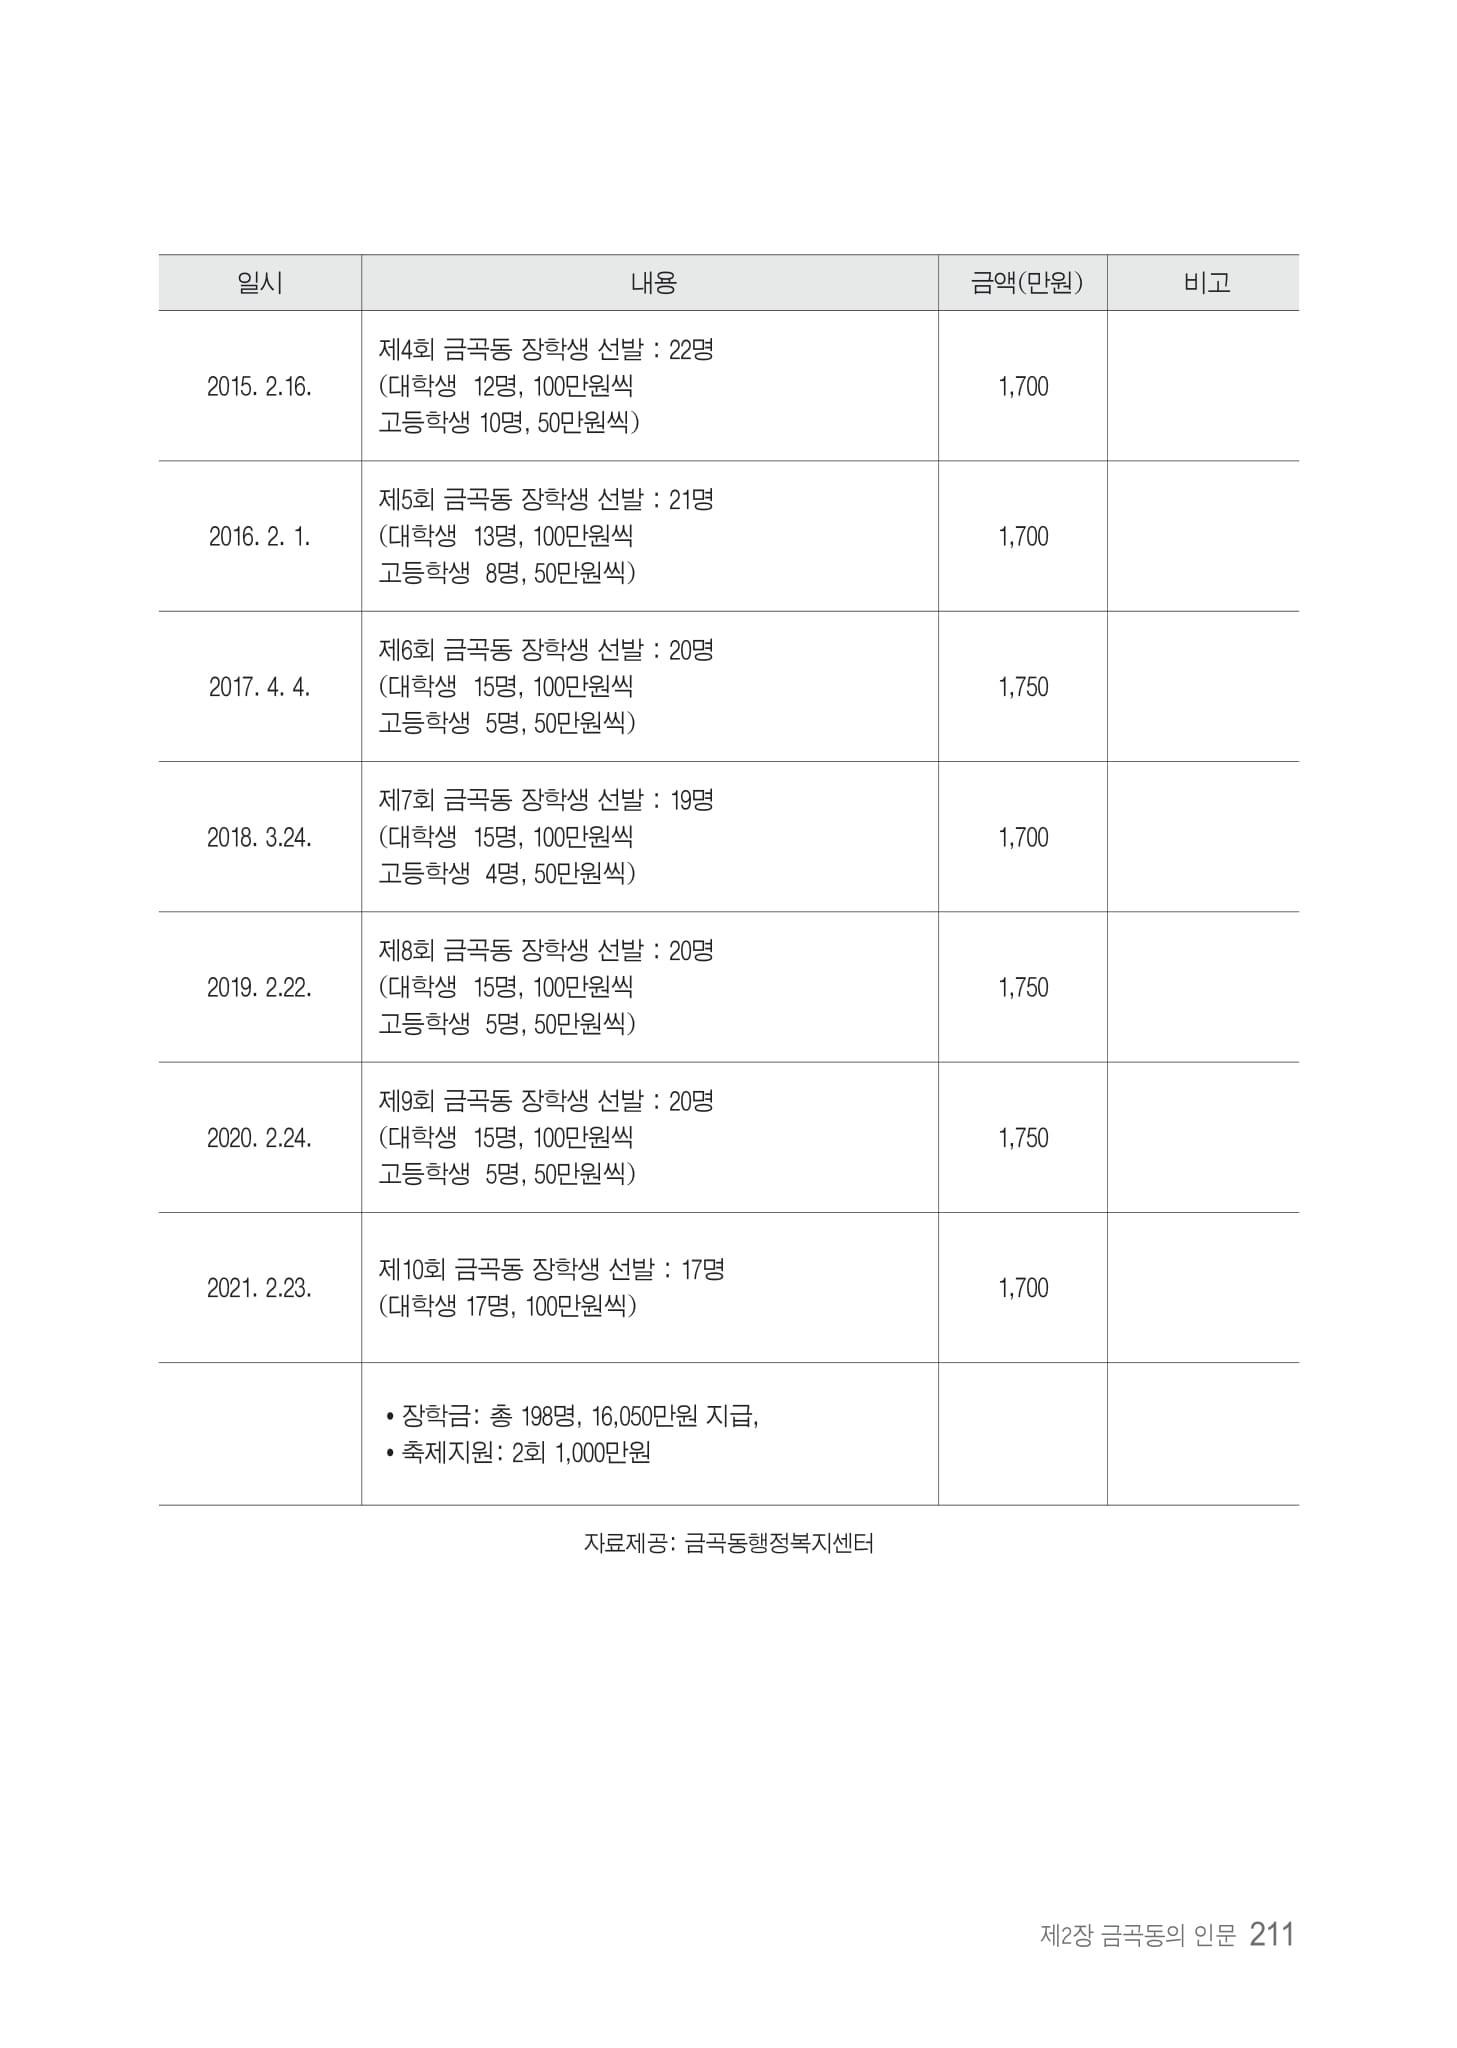 일시 내용 금액(만원) 비고
제4회 금곡동 장학생 선발 : 22명
2015. 2.16. (대학생 12명, 100만원씩 1,700
고등학생 10명, 50만원씩)
제5회 금곡동 장학생 선발 : 21명
2016. 2. 1. (대학생 13명, 100만원씩 1,700
고등학생 8명, 50만원씩)
제6회 금곡동 장학생 선발 : 20명
2017. 4. 4. (대학생 15명, 100만원씩 1,750
고등학생 5명, 50만원씩)
제7회 금곡동 장학생 선발 : 19명
2018. 3.24. (대학생 15명, 100만원씩 1,700
고등학생 4명, 50만원씩)
제8회 금곡동 장학생 선발 : 20명
2019. 2.22. (대학생 15명, 100만원씩 1,750
고등학생 5명, 50만원씩)
제9회 금곡동 장학생 선발 : 20명
2020. 2.24. (대학생 15명, 100만원씩 1,750
고등학생 5명, 50만원씩)
제10회 금곡동 장학생 선발 : 17명
2021. 2.23. 1,700
(대학생 17명, 100만원씩)
• 장학금: 총 198명, 16,050만원 지급,
• 축제지원: 2회 1,000만원
자료제공: 금곡동행정복지센터
제2장 금곡동의 인문 211